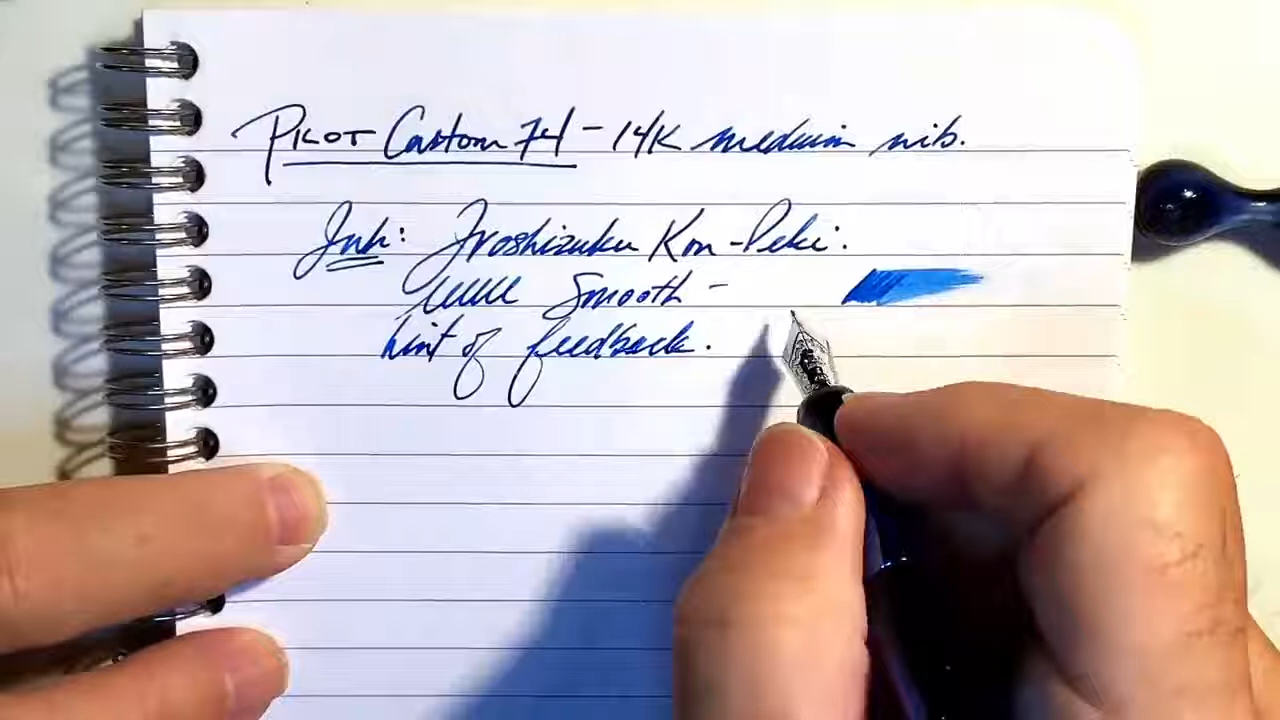 Pilot Custom 74 - 14K medium nib.
Ink: Iroshizuku Kon-Peki.
Smooth -
hint of feedback.